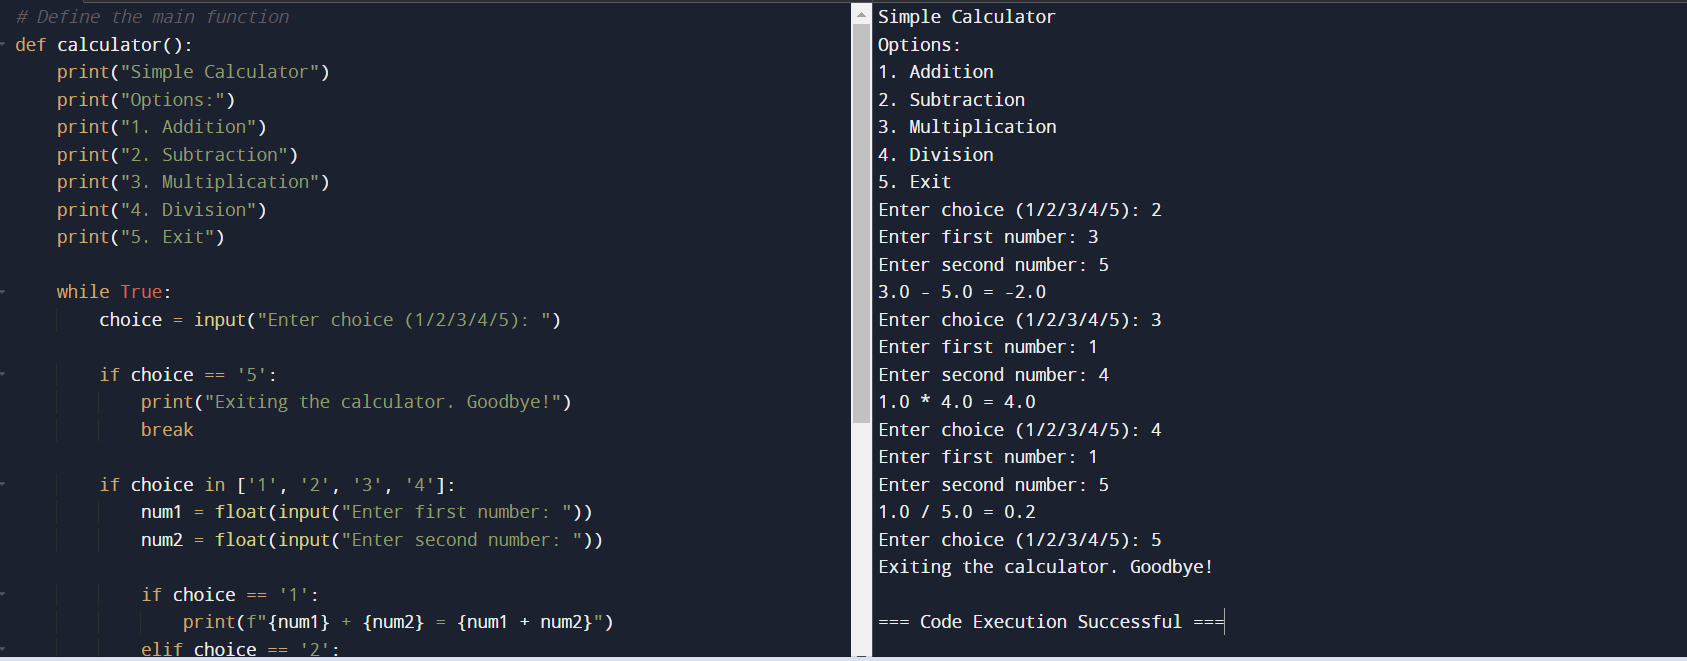 # Define the main function
def calculator():
    print("Simple Calculator")
    print("Options:")
    print("1. Addition")
    print("2. Subtraction")
    print("3. Multiplication")
    print("4. Division")
    print("5. Exit")
    while True:
        choice = input("Enter choice (1/2/3/4/5): ")
        if choice == '5':
            print("Exiting the calculator. Goodbye!")
            break
        if choice in ['1', '2', '3', '4']:
            num1 = float(input("Enter first number: "))
            num2 = float(input("Enter second number: "))
            if choice == '1':
                print(f"{num1} + {num2} = {num1 + num2}")
            elif choice == '2':
Simple Calculator
Options:
1. Addition
2. Subtraction
3. Multiplication
4. Division
5. Exit
Enter choice (1/2/3/4/5): 2
Enter first number: 3
Enter second number: 5
3.0 - 5.0 = -2.0
Enter choice (1/2/3/4/5): 3
Enter first number: 1
Enter second number: 4
1.0 * 4.0 = 4.0
Enter choice (1/2/3/4/5): 4
Enter first number: 1
Enter second number: 5
1.0 / 5.0 = 0.2
Enter choice (1/2/3/4/5): 5
Exiting the calculator. Goodbye!
=== Code Execution Successful ===